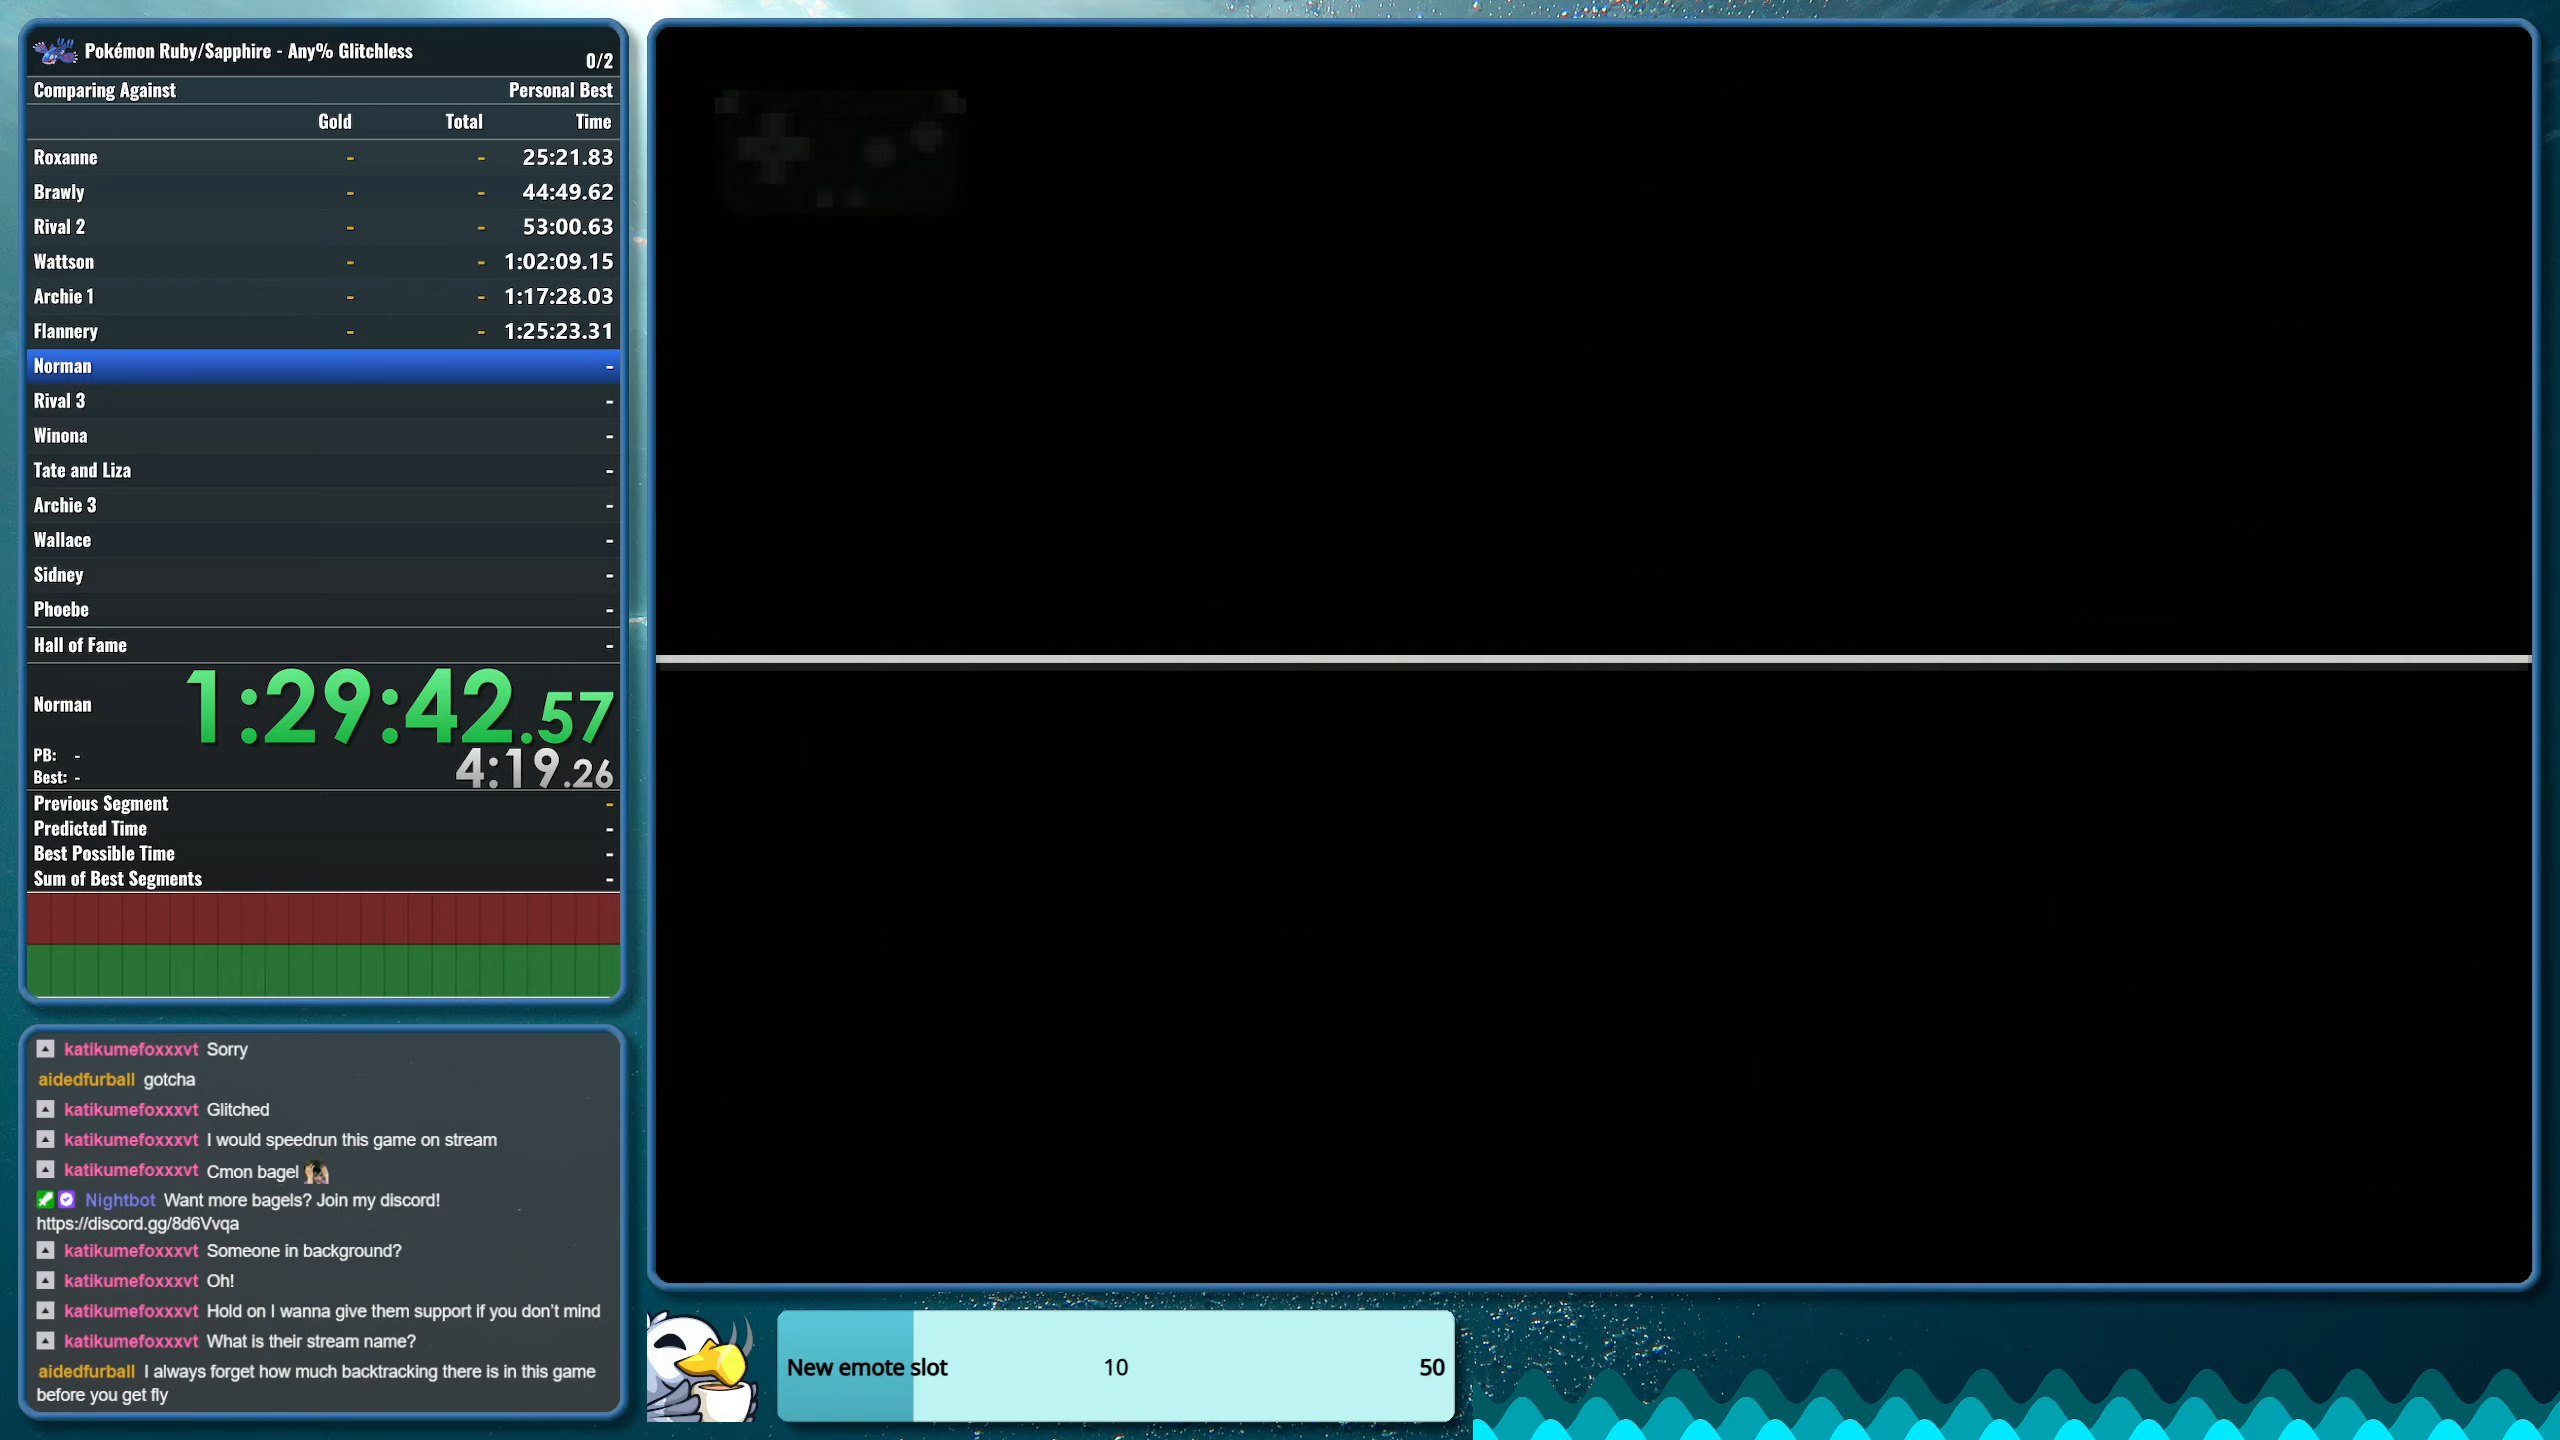 Pokémon Ruby/Sapphire - Any% Glitchless
0/2
Comparing Against Personal Best
Gold Total Time
Roxanne - - 25:21.83
Brawly - - 44:49.62
Rival 2 - - 53:00.63
Wattson - - 1:02:09.15
Archie 1 - - 1:17:28.03
Flannery - - 1:25:23.31
Norman -
Rival 3 -
Winona -
Tate and Liza -
Archie 3 -
Wallace -
Sidney -
Phoebe -
Hall of Fame -
Norman 1:29:42.57
PB: -
Best: - 4:19.26
Previous Segment -
Predicted Time -
Best Possible Time -
Sum of Best Segments -
katikumefoxxxvt Sorry
aidedfurball gotcha
katikumefoxxxvt Glitched
katikumefoxxxvt I would speedrun this game on stream
katikumefoxxxvt Cmon bagel
Nightbot Want more bagels? Join my discord!
https://discord.gg/8d6Vvqa
katikumefoxxxvt Someone in background?
katikumefoxxxvt Oh!
katikumefoxxxvt Hold on I wanna give them support if you don't mind
katikumefoxxxvt What is their stream name?
aidedfurball I always forget how much backtracking there is in this game
before you get fly
New emote slot 10 50